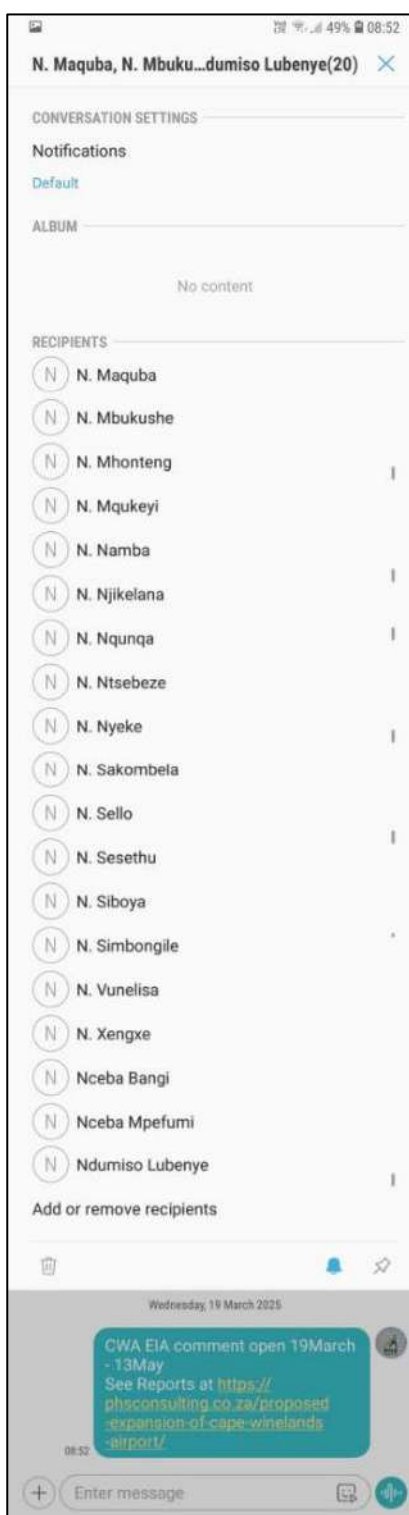 49% 08:52
N. Maquba, N. Mbuku...dumiso Lubenye(20)
CONVERSATION SETTINGS
Notifications
Default
ALBUM
No content
RECIPIENTS
N N. Maquba
N N. Mbukushe
N N. Mhonteng
N N. Mqukeyi
N N. Namba
N N. Njikelana
N N. Nqunqa
N N. Ntsebeze
N N. Nyeke
N N. Sakombela
N N. Sello
N N. Sesethu
N N. Siboya
N N. Simbongile
N N. Vunelisa
N N. Xengxe
N Nceba Bangi
N Nceba Mpefumi
N Ndumiso Lubenye
Add or remove recipients
Wednesday, 19 March 2025
CWA EIA comment open 19March
- 13May
See Reports at https://
phsconsulting.co.za/proposed
-expansion-of-cape-winelands
-airport/
08:52
Enter message